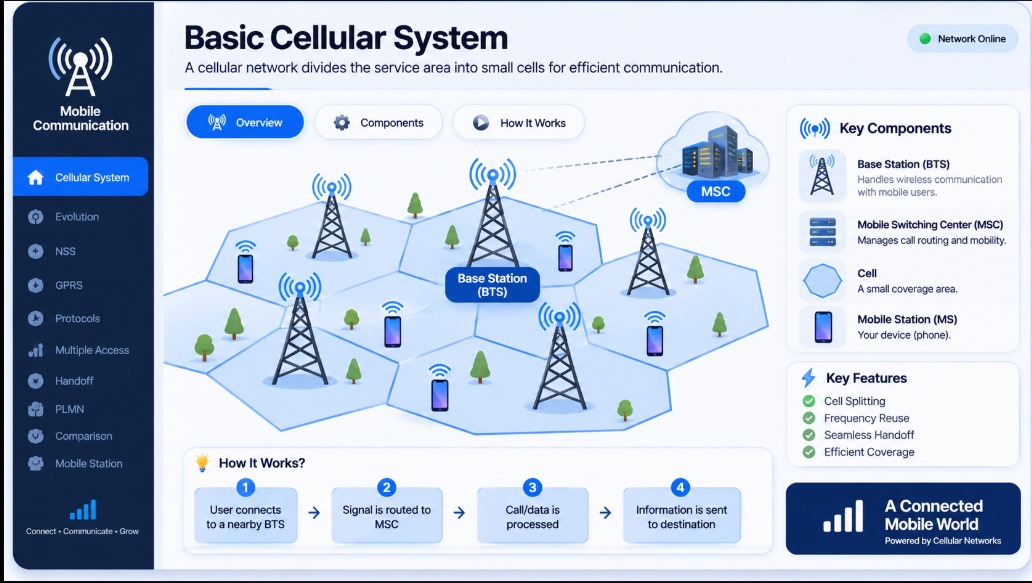 Mobile
Communication
Cellular System
Evolution
NSS
GPRS
Protocols
Multiple Access
Handoff
PLMN
Comparison
Mobile Station
Connect • Communicate • Grow
Basic Cellular System
A cellular network divides the service area into small cells for efficient communication.
Network Online
Overview
Components
How It Works
MSC
Base Station
(BTS)
How It Works?
1
User connects
to a nearby BTS
2
Signal is routed to
MSC
3
Call/data is
processed
4
Information is sent
to destination
Key Components
Base Station (BTS)
Handles wireless communication
with mobile users.
Mobile Switching Center (MSC)
Manages call routing and mobility.
Cell
A small coverage area.
Mobile Station (MS)
Your device (phone).
Key Features
Cell Splitting
Frequency Reuse
Seamless Handoff
Efficient Coverage
A Connected
Mobile World
Powered by Cellular Networks